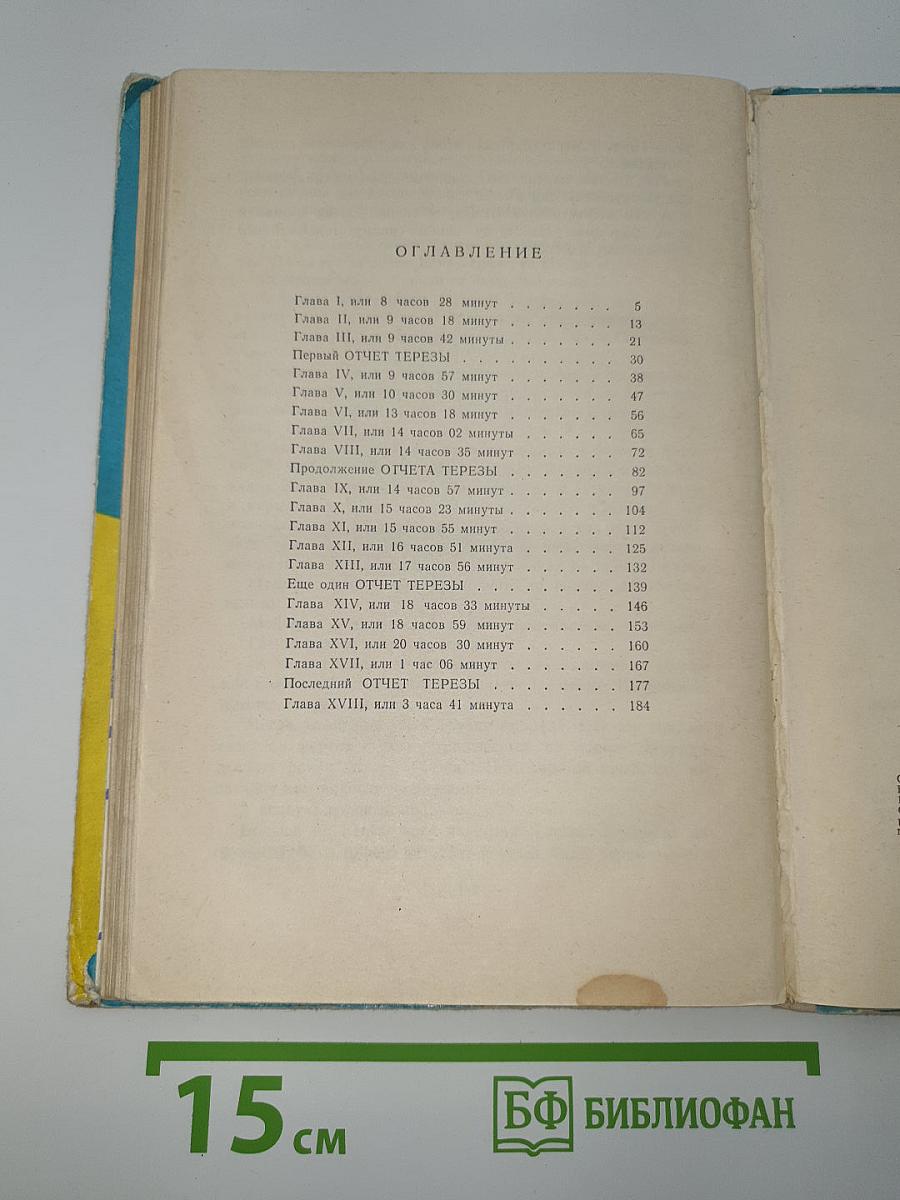 ОГЛАВЛЕНИЕ
Глава I, или 8 часов 28 минут . . . . . . . 5
Глава II, или 9 часов 18 минут . . . . . . . 13
Глава III, или 9 часов 42 минуты . . . . . . . 21
Первый ОТЧЕТ ТЕРЕЗЫ . . . . . . . . . . 30
Глава IV, или 9 часов 57 минут . . . . . . . 38
Глава V, или 10 часов 30 минут . . . . . . . 47
Глава VI, или 13 часов 18 минут . . . . . . . 56
Глава VII, или 14 часов 02 минуты . . . . . . 65
Глава VIII, или 14 часов 35 минут . . . . . . 72
Продолжение ОТЧЕТА ТЕРЕЗЫ . . . . . . . 82
Глава IX, или 14 часов 57 минут . . . . . . . 97
Глава X, или 15 часов 23 минуты . . . . . . . 104
Глава XI, или 15 часов 55 минут . . . . . . . 112
Глава XII, или 16 часов 51 минута . . . . . . 125
Глава XIII, или 17 часов 56 минут . . . . . . 132
Еще один ОТЧЕТ ТЕРЕЗЫ . . . . . . . . . 139
Глава XIV, или 18 часов 33 минуты . . . . . 146
Глава XV, или 18 часов 59 минут . . . . . . 153
Глава XVI, или 20 часов 30 минут . . . . . . 160
Глава XVII, или 1 час 06 минут . . . . . . . 167
Последний ОТЧЕТ ТЕРЕЗЫ . . . . . . . . 177
Глава XVIII, или 3 часа 41 минута . . . . . . 184
15 см
БФ БИБЛИОФАН